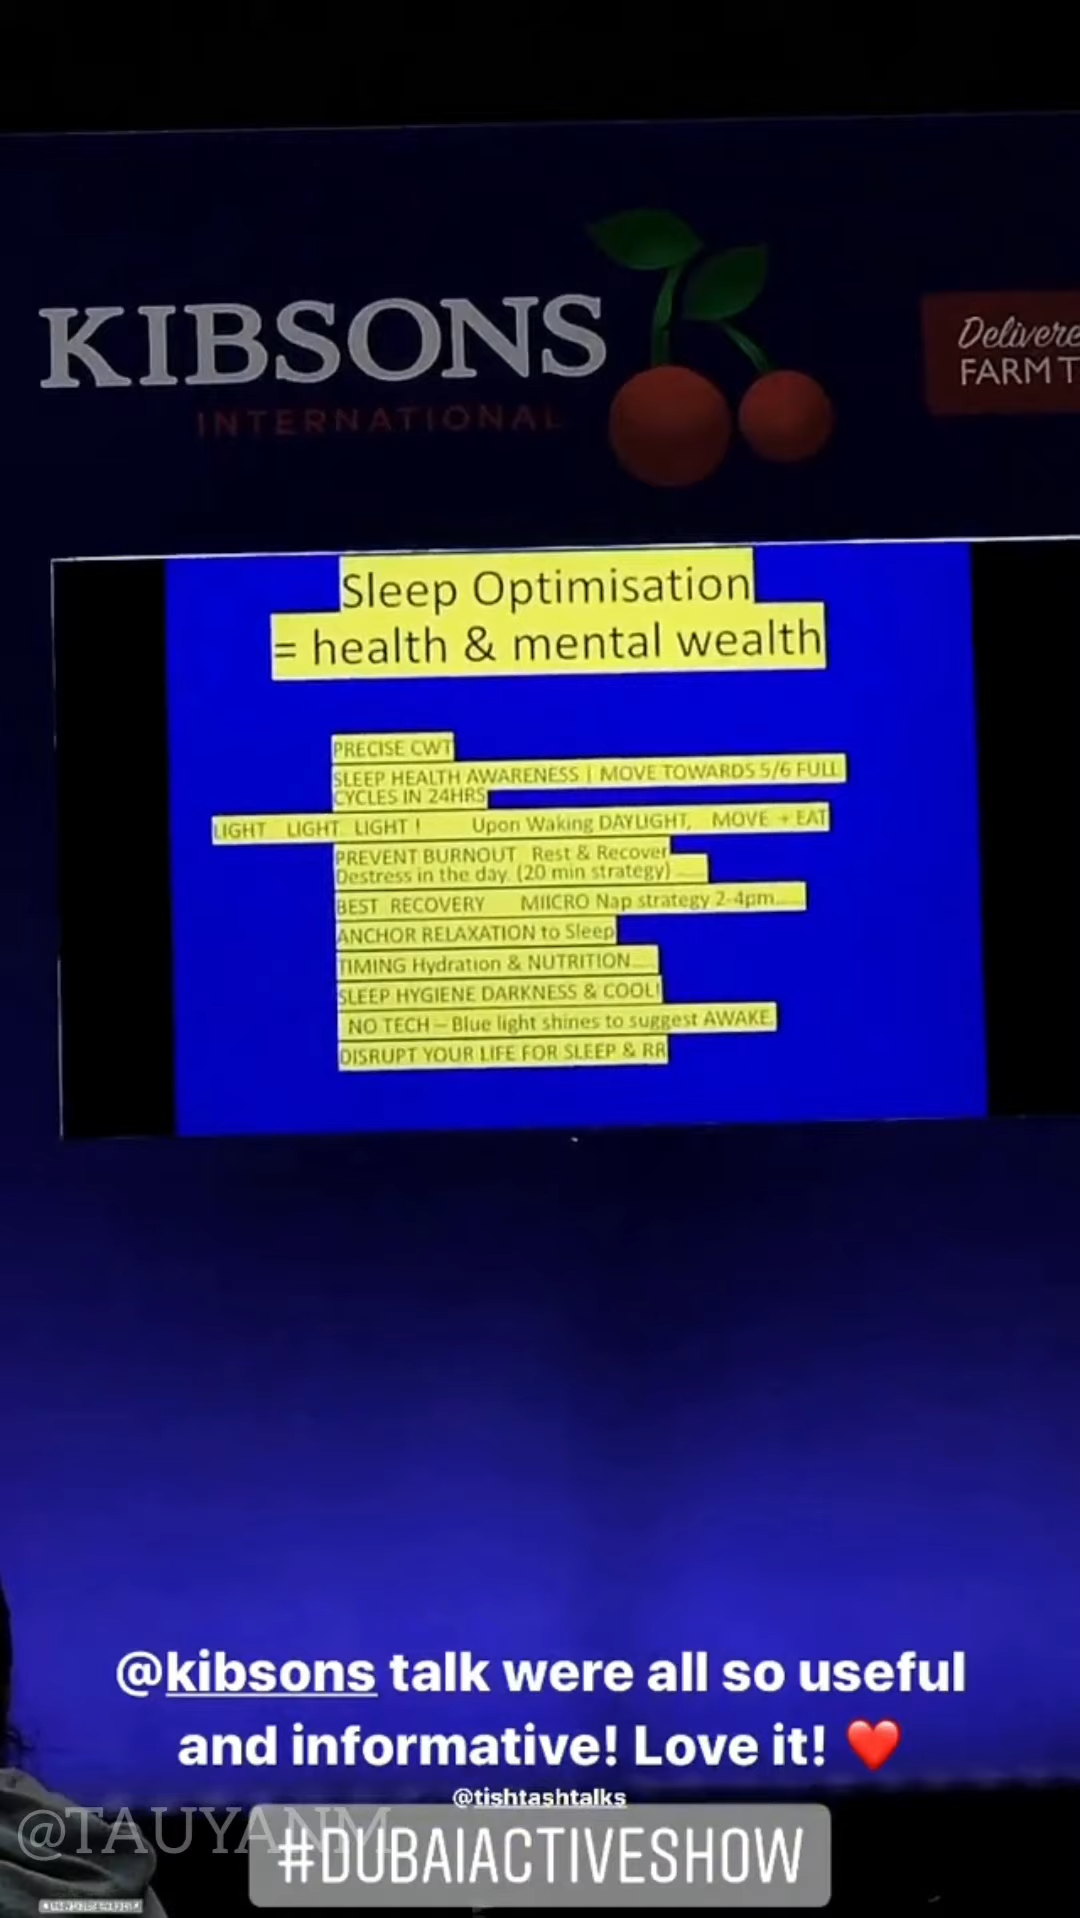 KIBSONS
INTERNATIONAL
Delivere
FARM T
Sleep Optimisation
= health & mental wealth
PRECISE CWT
SLEEP HEALTH AWARENESS | MOVE TOWARDS 5/6 FULL
CYCLES IN 24HRS
LIGHT LIGHT LIGHT ! Upon Waking DAYLIGHT, MOVE + EAT
PREVENT BURNOUT Rest & Recover
Destress in the day. (20 min strategy)
BEST RECOVERY MIICRO Nap strategy 2-4pm
ANCHOR RELAXATION to Sleep
TIMING Hydration & NUTRITION
SLEEP HYGIENE DARKNESS & COOL!
NO TECH – Blue light shines to suggest AWAKE.
DISRUPT YOUR LIFE FOR SLEEP & RR
@kibsons talk were all so useful
and informative! Love it! ❤️
@tishtashtalks
@TAUYANM
#DUBAIACTIVESHOW